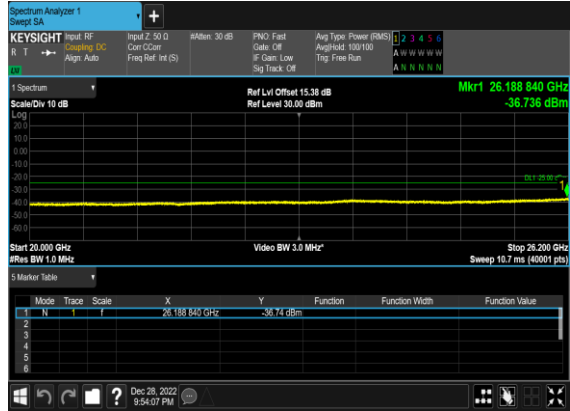 Spectrum Analyzer 1
Swept SA
+
KEYSIGHT Input: RF Input Z: 50 Ω #Atten: 30 dB PNO: Fast Avg Type: Power (RMS) 1 2 3 4 5 6
R T Coupling: DC Corr CCorr Gate: Off Avg|Hold: 100/100 A W W W W W
Align: Auto Freq Ref: Int (S) IF Gain: Low Trig: Free Run
Sig Track: Off A N N N N N
1 Spectrum
Ref Lvl Offset 15.38 dB Mkr1 26.188 840 GHz
Scale/Div 10 dB Ref Level 30.00 dBm -36.736 dBm
Log
20.0
10.0
0.00
-10.0
-20.0
DL1 -25.00
-30.0
1
-40.0
-50.0
-60.0
Start 20.000 GHz Video BW 3.0 MHz* Stop 26.200 GHz
#Res BW 1.0 MHz Sweep 10.7 ms (40001 pts)
5 Marker Table
Mode Trace Scale X Y Function Function Width Function Value
1 N 1 f 26.188 840 GHz -36.74 dBm
2
3
4
5
6
? Dec 28, 2022
9:54:07 PM